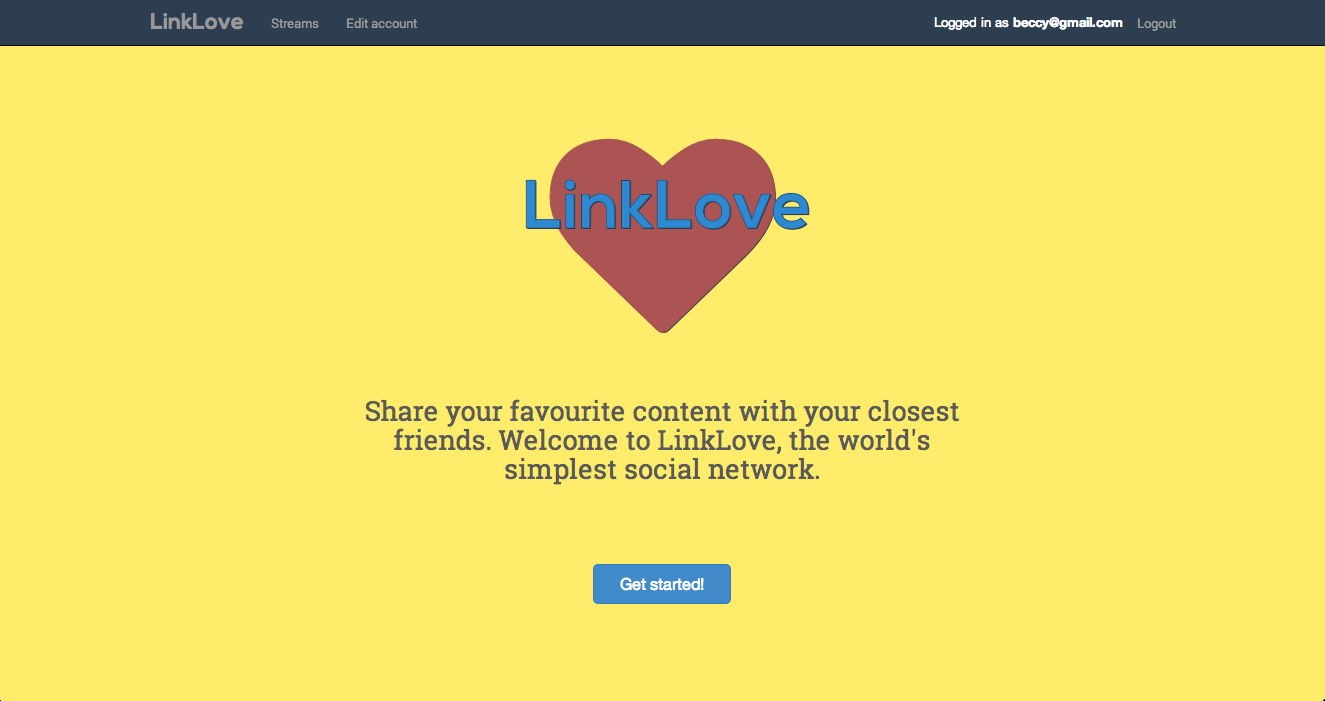 LinkLove Streams Edit account Logged in as beccy@gmail.com Logout
LinkLove
Share your favourite content with your closest
friends. Welcome to LinkLove, the world's
simplest social network.
Get started!